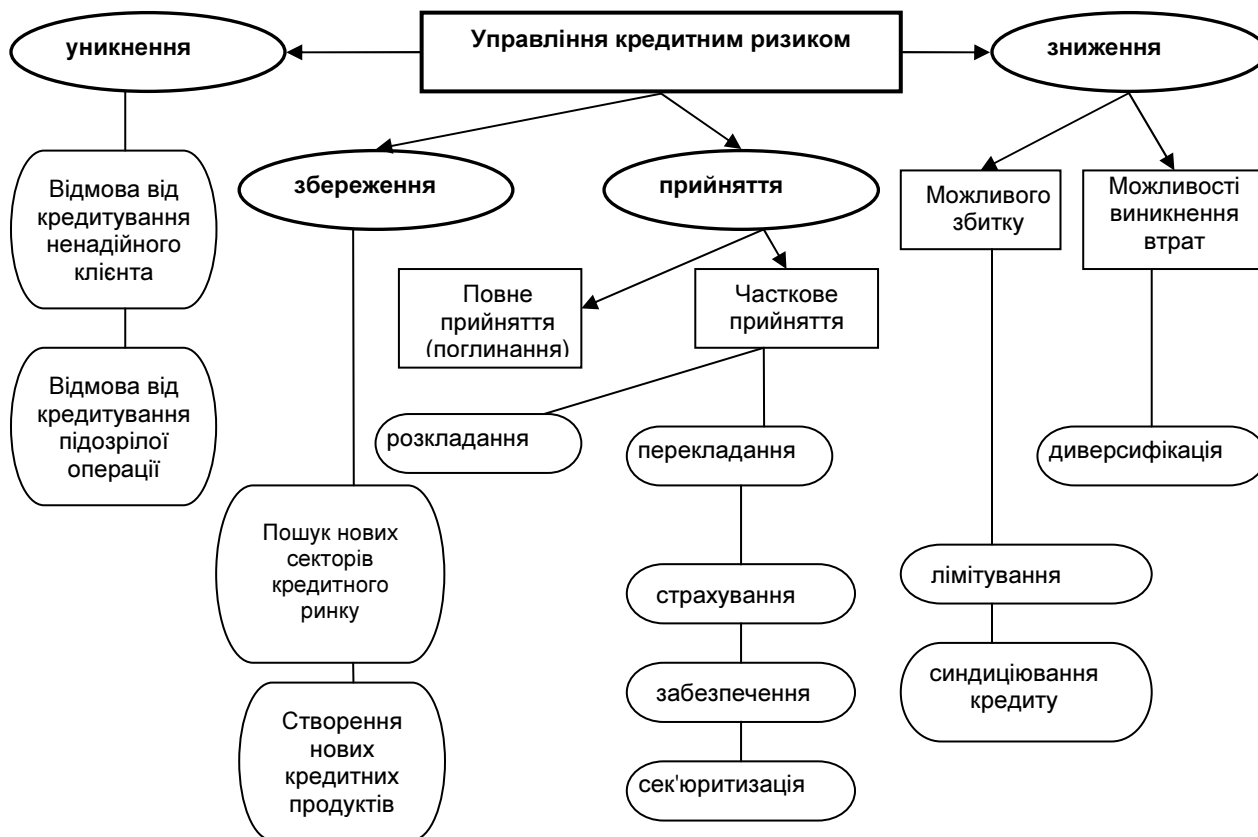 Управління кредитним ризиком
уникнення
зниження
збереження
прийняття
Відмова від
кредитування
ненадійного
клієнта
Відмова від
кредитування
підозрілої
операції
Пошук нових
секторів
кредитного
ринку
Створення
нових
кредитних
продуктів
Повне
прийняття
(поглинання)
Часткове
прийняття
розкладання
перекладання
страхування
забезпечення
сек'юритизація
Можливого
збитку
Можливості
виникнення
втрат
лімітування
синдиціювання
кредиту
диверсифікація